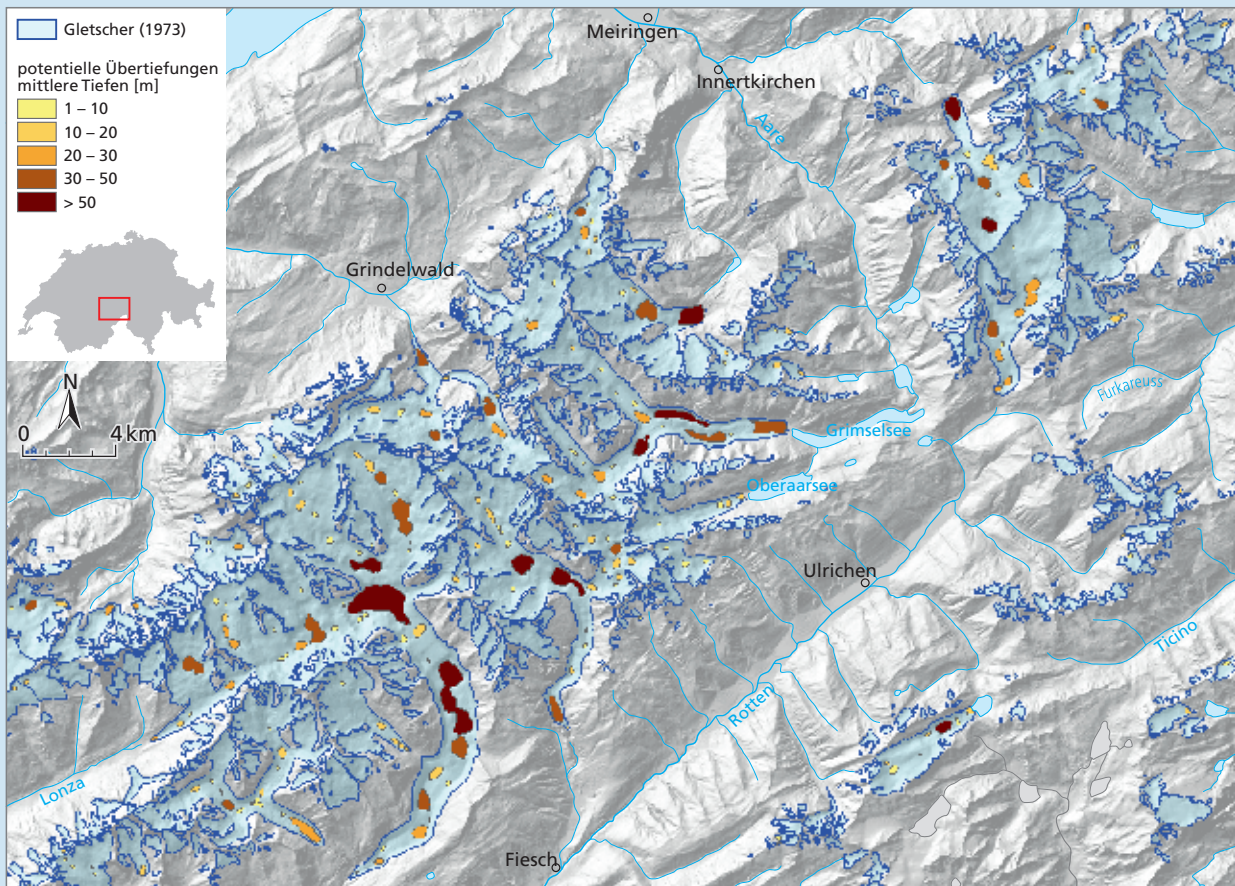 Gletscher (1973)
potentielle Übertiefungen
mittlere Tiefen [m]
1 – 10
10 – 20
20 – 30
30 – 50
> 50
N
0 4 km
Meiringen
Innertkirchen
Aare
Grindelwald
Furkareuss
Grimselsee
Oberaarsee
Ulrichen
Ticino
Rotten
Lonza
Fiesch